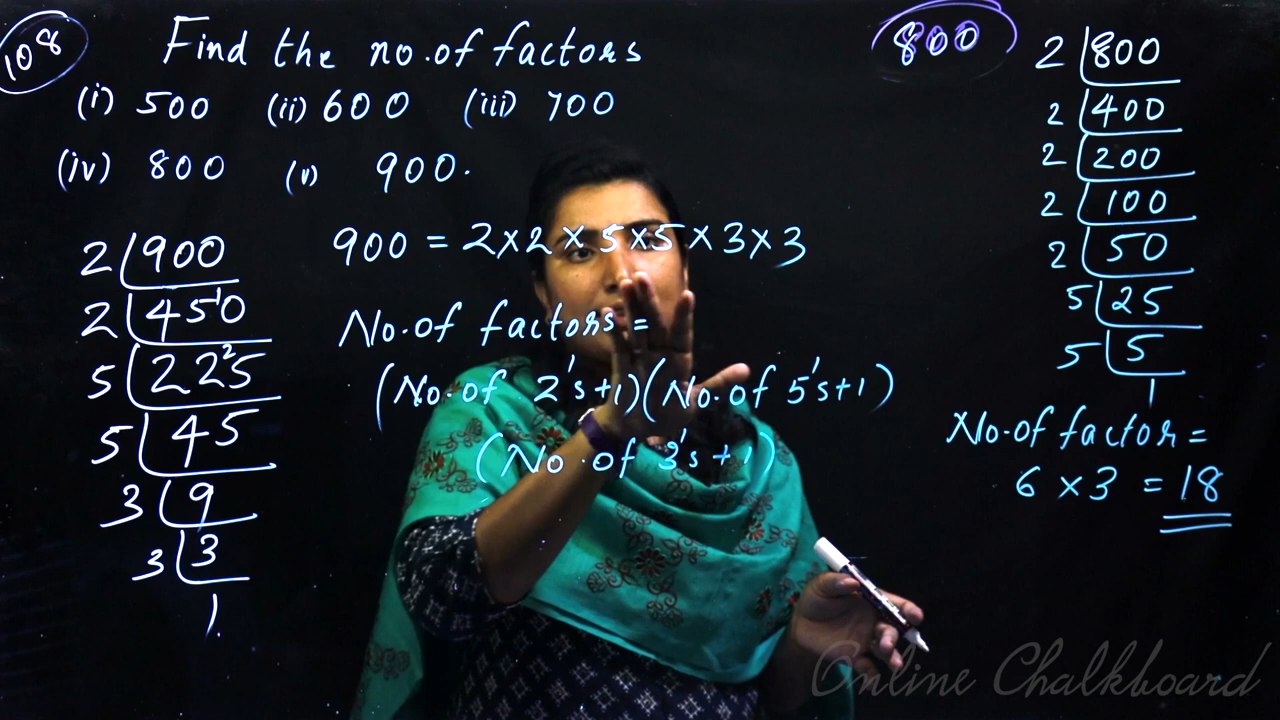 108
Find the no.of factors
(i) 500 (ii) 600 (iii) 700
(iv) 800 (v) 900.
2 900
2 450
5 225
5 45
3 9
3 3
1
900 = 2×2×5×5×3×3
No.of factors =
(No.of 2's+1)(No.of 5's+1)
(No.of 3's+1)
800
2 800
2 400
2 200
2 100
2 50
5 25
5 5
1
No.of factor =
6 ×3 = 18
Online Chalkboard